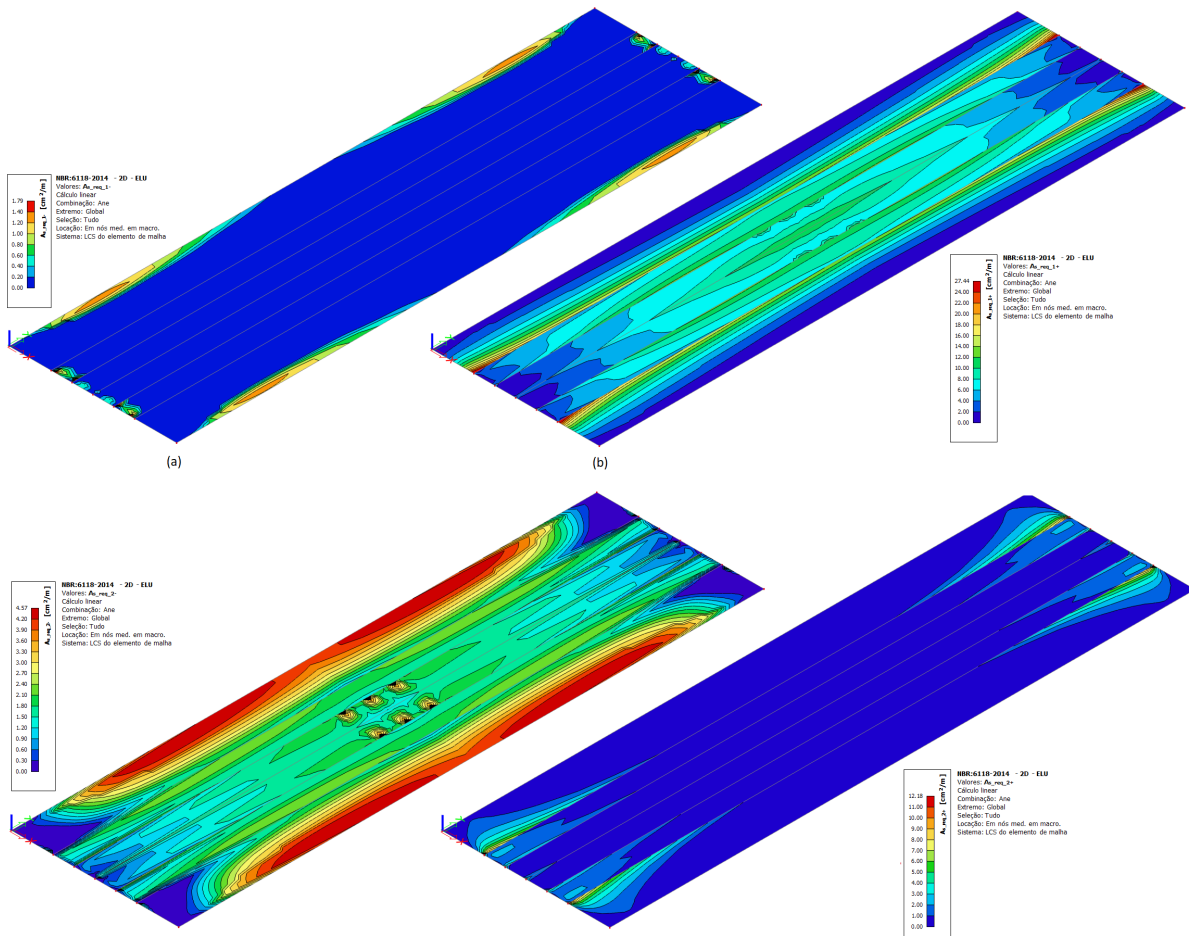 NBR:6118-2014 - 2D - ELU
Valores: As_req_1-
Cálculo linear
Combinação: Ane
Extremo: Global
Seleção: Tudo
Locação: Em nós med. em macro.
Sistema: LCS do elemento de malha
As_req_1- [cm²/m]
1.79
1.40
1.20
1.00
0.80
0.60
0.40
0.20
0.00
(a)
NBR:6118-2014 - 2D - ELU
Valores: As_req_1+
Cálculo linear
Combinação: Ane
Extremo: Global
Seleção: Tudo
Locação: Em nós med. em macro.
Sistema: LCS do elemento de malha
As_req_1+ [cm²/m]
27.44
24.00
22.00
20.00
18.00
16.00
14.00
12.00
10.00
8.00
6.00
4.00
2.00
0.00
(b)
NBR:6118-2014 - 2D - ELU
Valores: As_req_2-
Cálculo linear
Combinação: Ane
Extremo: Global
Seleção: Tudo
Locação: Em nós med. em macro.
Sistema: LCS do elemento de malha
As_req_2- [cm²/m]
4.57
4.20
3.90
3.60
3.30
3.00
2.70
2.40
2.10
1.80
1.50
1.20
0.90
0.60
0.30
0.00
NBR:6118-2014 - 2D - ELU
Valores: As_req_2+
Cálculo linear
Combinação: Ane
Extremo: Global
Seleção: Tudo
Locação: Em nós med. em macro.
Sistema: LCS do elemento de malha
As_req_2+ [cm²/m]
12.18
11.00
10.00
9.00
8.00
7.00
6.00
5.00
4.00
3.00
2.00
1.00
0.00